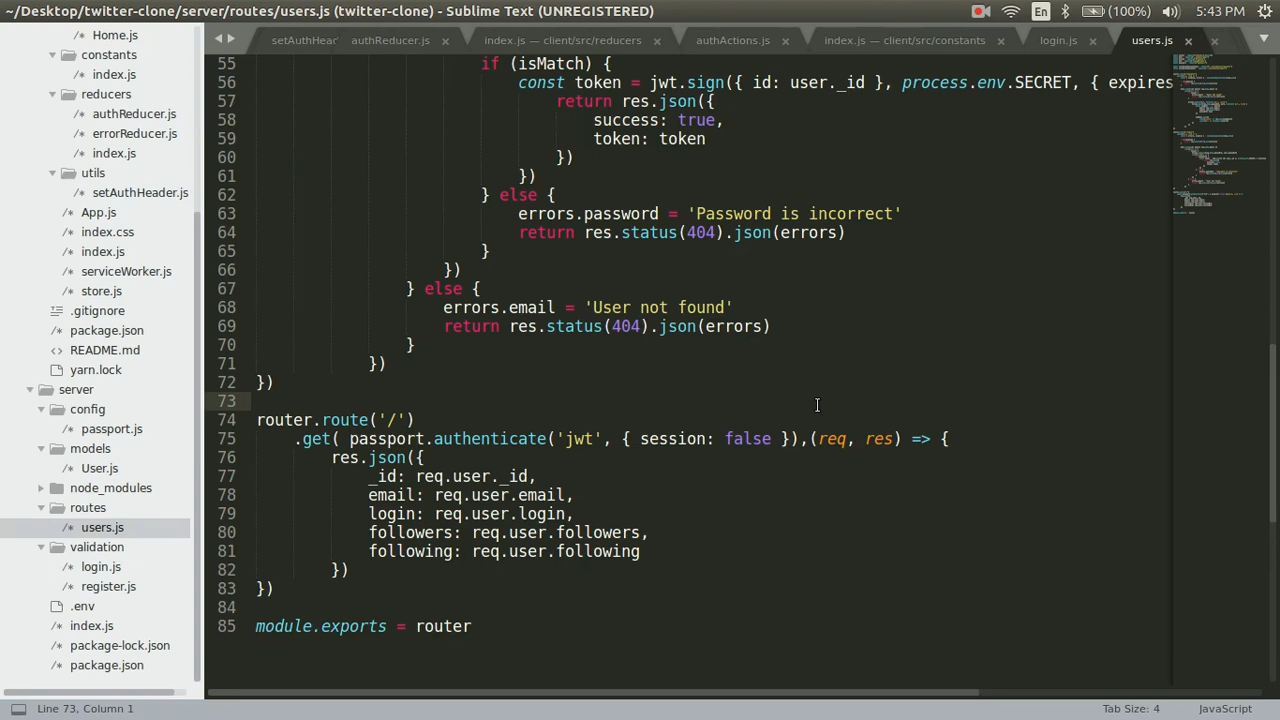 ~/Desktop/twitter-clone/server/routes/users.js (twitter-clone) - Sublime Text (UNREGISTERED)
En
(100%)
5:43 PM
setAuthHeac
authReducer.js
index.js — client/src/reducers
authActions.js
index.js — client/src/constants
login.js
users.js
/* Home.js
constants
/* index.js
reducers
/* authReducer.js
/* errorReducer.js
/* index.js
utils
/* setAuthHeader.js
/* App.js
/* index.css
/* index.js
/* serviceWorker.js
/* store.js
.gitignore
/* package.json
<> README.md
/* yarn.lock
server
config
/* passport.js
models
/* User.js
node_modules
routes
/* users.js
validation
/* login.js
/* register.js
.env
/* index.js
/* package-lock.json
/* package.json
55 if (isMatch) {
56 const token = jwt.sign({ id: user._id }, process.env.SECRET, { expires
57 return res.json({
58 success: true,
59 token: token
60 })
61 })
62 } else {
63 errors.password = 'Password is incorrect'
64 return res.status(404).json(errors)
65 }
66 })
67 } else {
68 errors.email = 'User not found'
69 return res.status(404).json(errors)
70 }
71 })
72 })
73
74 router.route('/')
75 .get( passport.authenticate('jwt', { session: false }),(req, res) => {
76 res.json({
77 _id: req.user._id,
78 email: req.user.email,
79 login: req.user.login,
80 followers: req.user.followers,
81 following: req.user.following
82 })
83 })
84
85 module.exports = router
Line 73, Column 1
Tab Size: 4
JavaScript